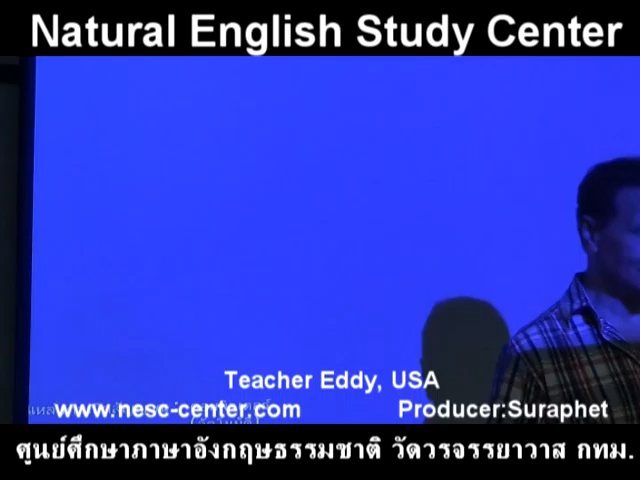 Natural English Study Center
Teacher Eddy, USA
www.nesc-center.com Producer:Suraphet
ศูนย์ศึกษาภาษาอังกฤษธรรมชาติ วัดวรจรรยาวาส กทม.